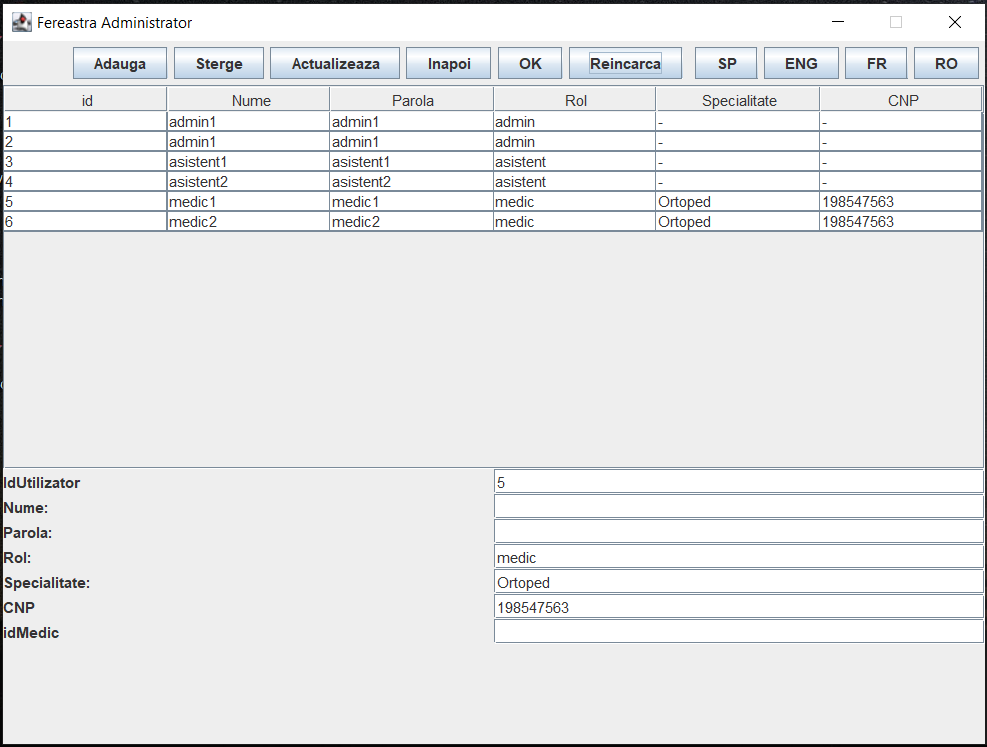 Fereastra Administrator
Adauga Sterge Actualizeaza Inapoi OK Reincarca SP ENG FR RO
id Nume Parola Rol Specialitate CNP
1 admin1 admin1 admin - -
2 admin1 admin1 admin - -
3 asistent1 asistent1 asistent - -
4 asistent2 asistent2 asistent - -
5 medic1 medic1 medic Ortoped 198547563
6 medic2 medic2 medic Ortoped 198547563
IdUtilizator 5
Nume:
Parola:
Rol: medic
Specialitate: Ortoped
CNP 198547563
idMedic